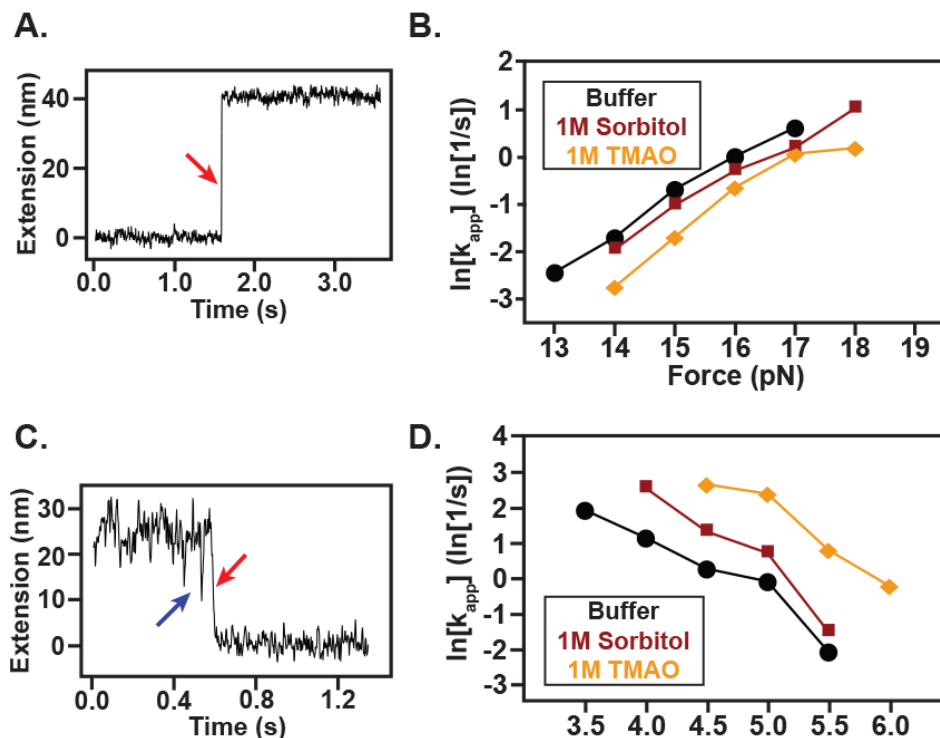 A.
Extension (nm)
40
20
0
0.0 1.0 2.0 3.0
Time (s)
B.
ln[k_app] (ln[1/s])
2
1
0
-1
-2
-3
Buffer
1M Sorbitol
1M TMAO
13 14 15 16 17 18 19
Force (pN)
C.
Extension (nm)
30
20
10
0
0.0 0.4 0.8 1.2
Time (s)
D.
ln[k_app] (ln[1/s])
4
3
2
1
0
-1
-2
-3
Buffer
1M Sorbitol
1M TMAO
3.5 4.0 4.5 5.0 5.5 6.0